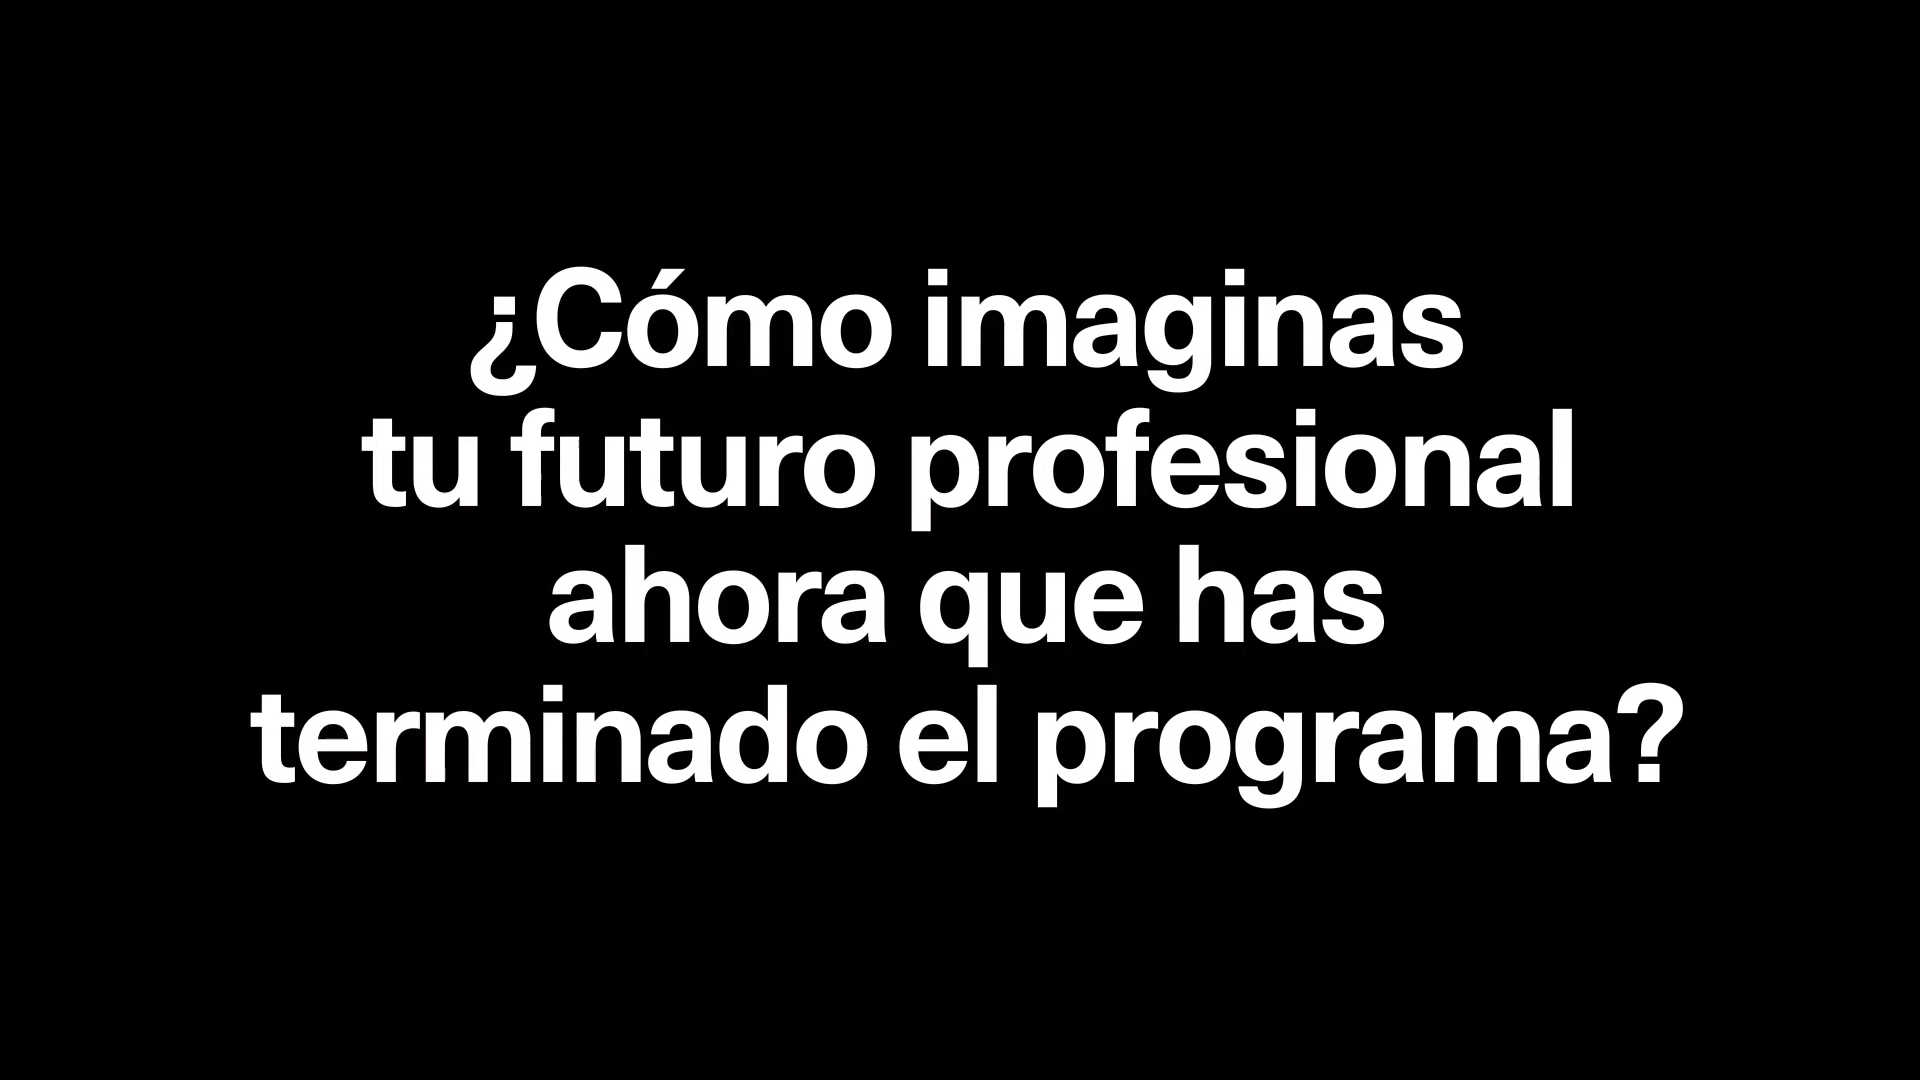 ¿Cómo imaginas
tu futuro profesional
ahora que has
terminado el programa?